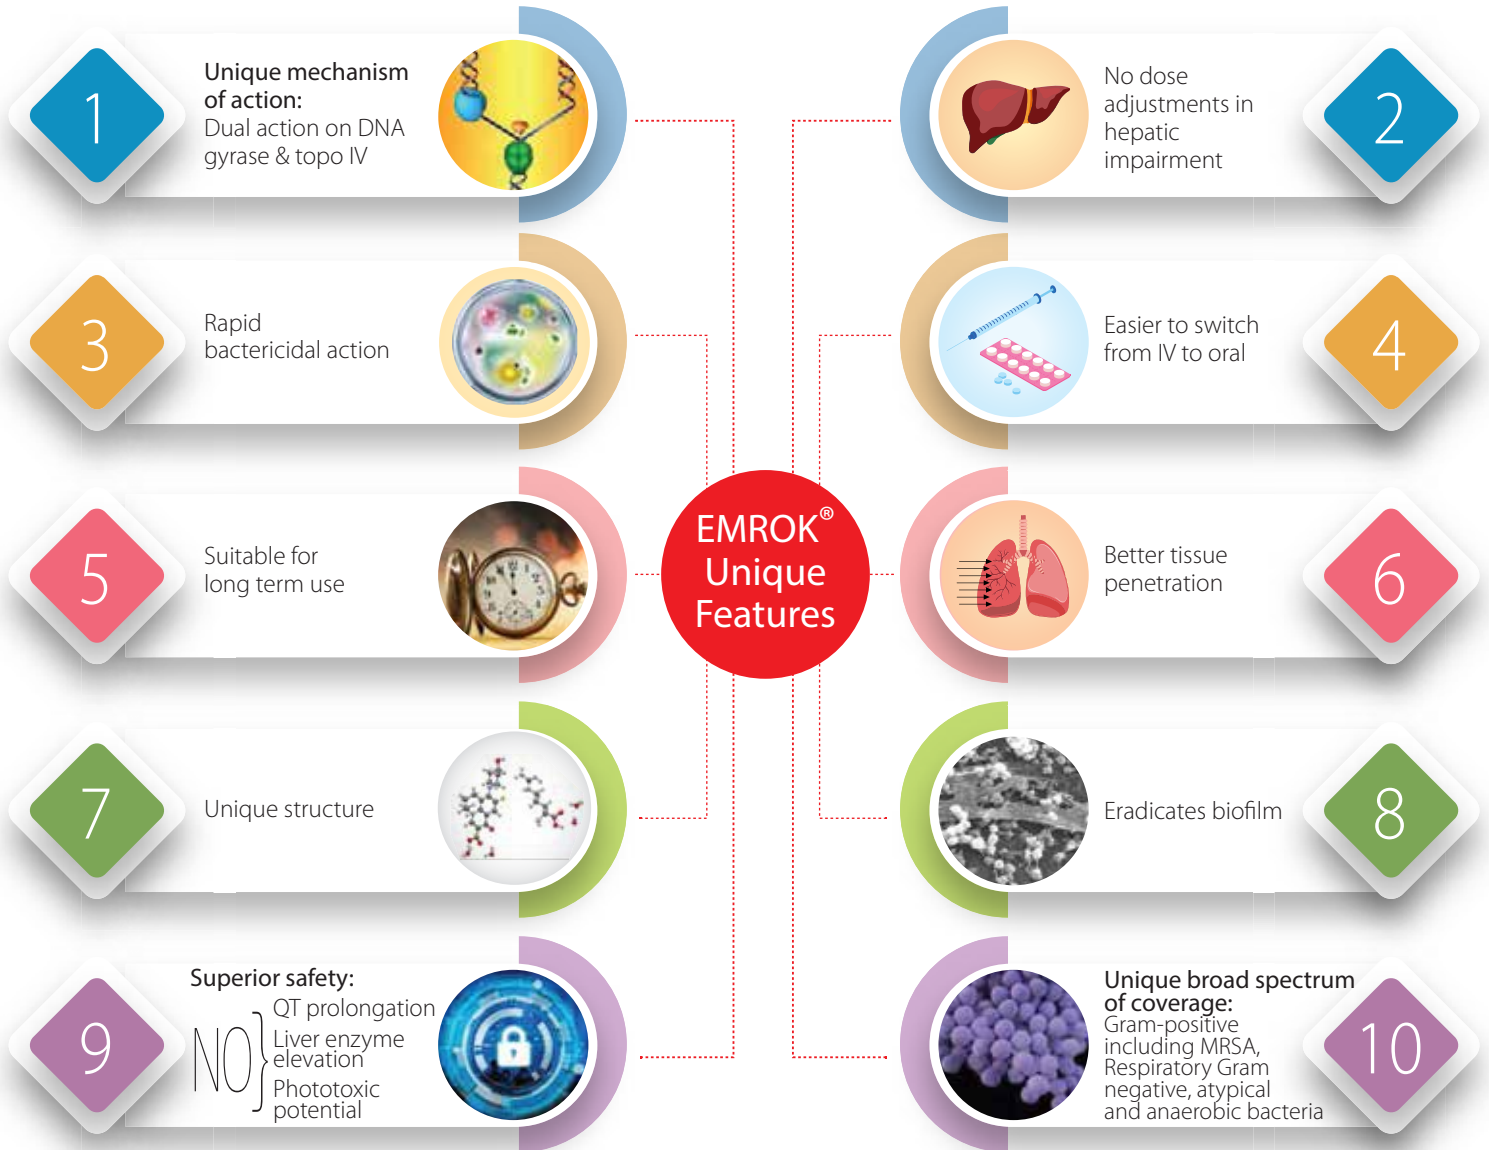 1
Unique mechanism
of action:
Dual action on DNA
gyrase & topo IV
No dose
adjustments in
hepatic
impairment
2
3
Rapid
bactericidal action
Easier to switch
from IV to oral
4
EMROK®
Unique
Features
5
Suitable for
long term use
Better tissue
penetration
6
7
Unique structure
Eradicates biofilm
8
9
Superior safety:
NO
QT prolongation
Liver enzyme
elevation
Phototoxic
potential
Unique broad spectrum
of coverage:
Gram-positive
including MRSA,
Respiratory Gram
negative, atypical
and anaerobic bacteria
10